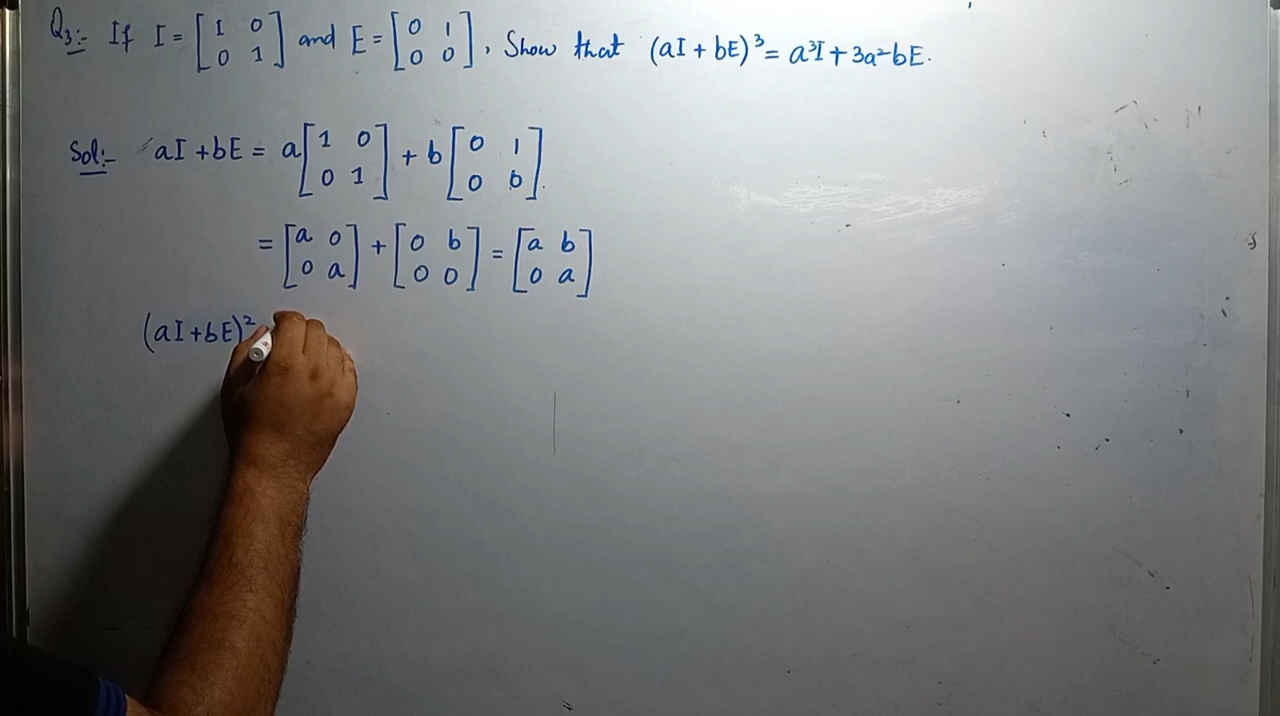 Q3:- If I = [1 0 0 1] and E = [0 1 0 0], Show that (aI + bE)³ = a³I + 3a²bE.
Sol:- aI + bE = a[1 0 0 1] + b[0 1 0 0].
= [a 0 0 a] + [0 b 0 0] = [a b 0 a]
(aI + bE)²